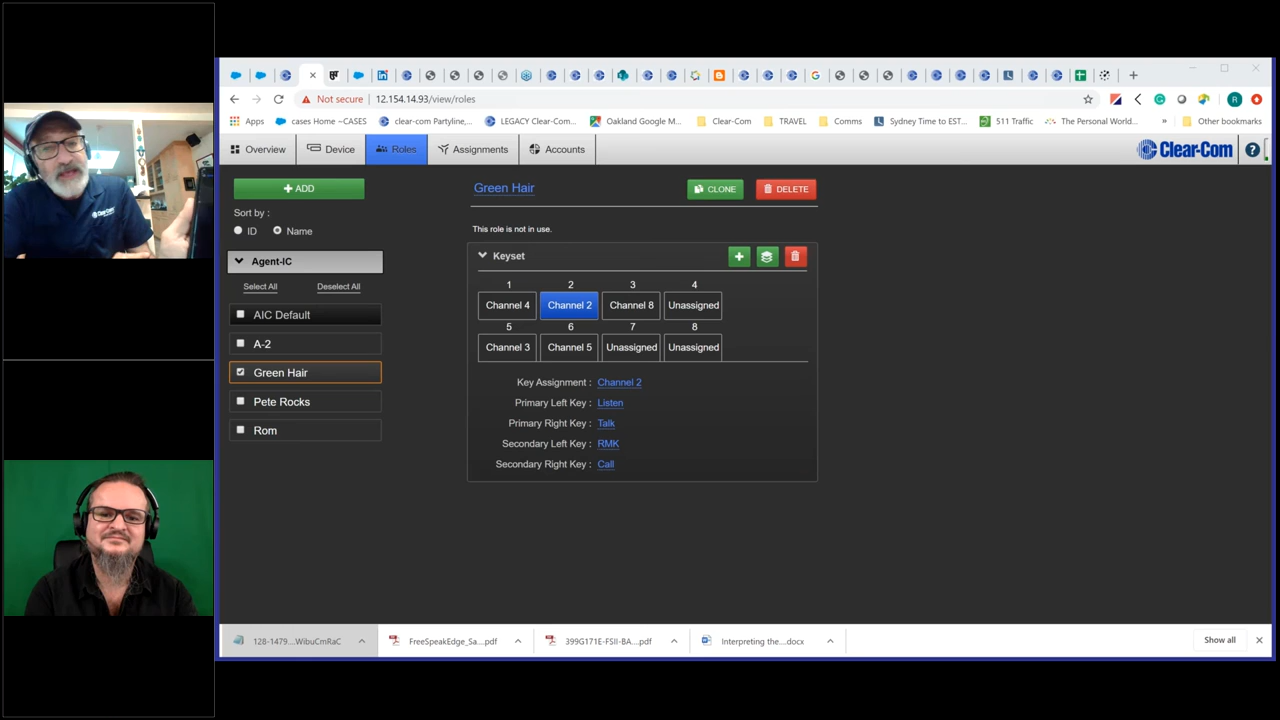 Not secure | 12.154.14.93/view/roles
Apps cases Home ~CASES clear-com Partyline,... LEGACY Clear-Com... Oakland Google M... Clear-Com TRAVEL Comms Sydney Time to EST... 511 Traffic The Personal World... » Other bookmarks
Overview Device Roles Assignments Accounts Clear-Com ?
+ ADD
Green Hair
CLONE
DELETE
Sort by :
ID Name
This role is not in use.
Agent-IC
Select All Deselect All
AIC Default
A-2
Green Hair
Pete Rocks
Rom
Keyset
1 2 3 4
Channel 4 Channel 2 Channel 8 Unassigned
5 6 7 8
Channel 3 Channel 5 Unassigned Unassigned
Key Assignment : Channel 2
Primary Left Key : Listen
Primary Right Key : Talk
Secondary Left Key : RMK
Secondary Right Key : Call
Clear-Com
128-1479....WibuCmRaC FreeSpeakEdge_Sa....pdf 399G171E-FSII-BA....pdf Interpreting the....docx Show all